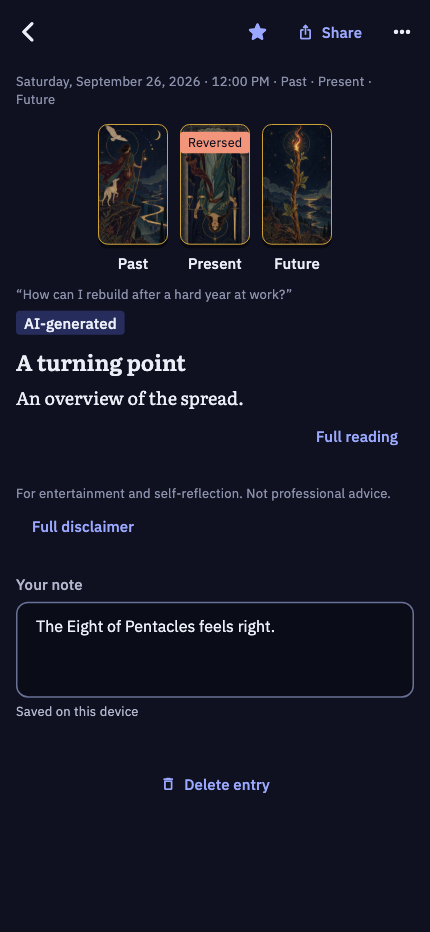 Share
Saturday, September 26, 2026 · 12:00 PM · Past · Present ·
Future
Reversed
Past
Present
Future
“How can I rebuild after a hard year at work?”
AI-generated
A turning point
An overview of the spread.
Full reading
For entertainment and self-reflection. Not professional advice.
Full disclaimer
Your note
The Eight of Pentacles feels right.
Saved on this device
Delete entry